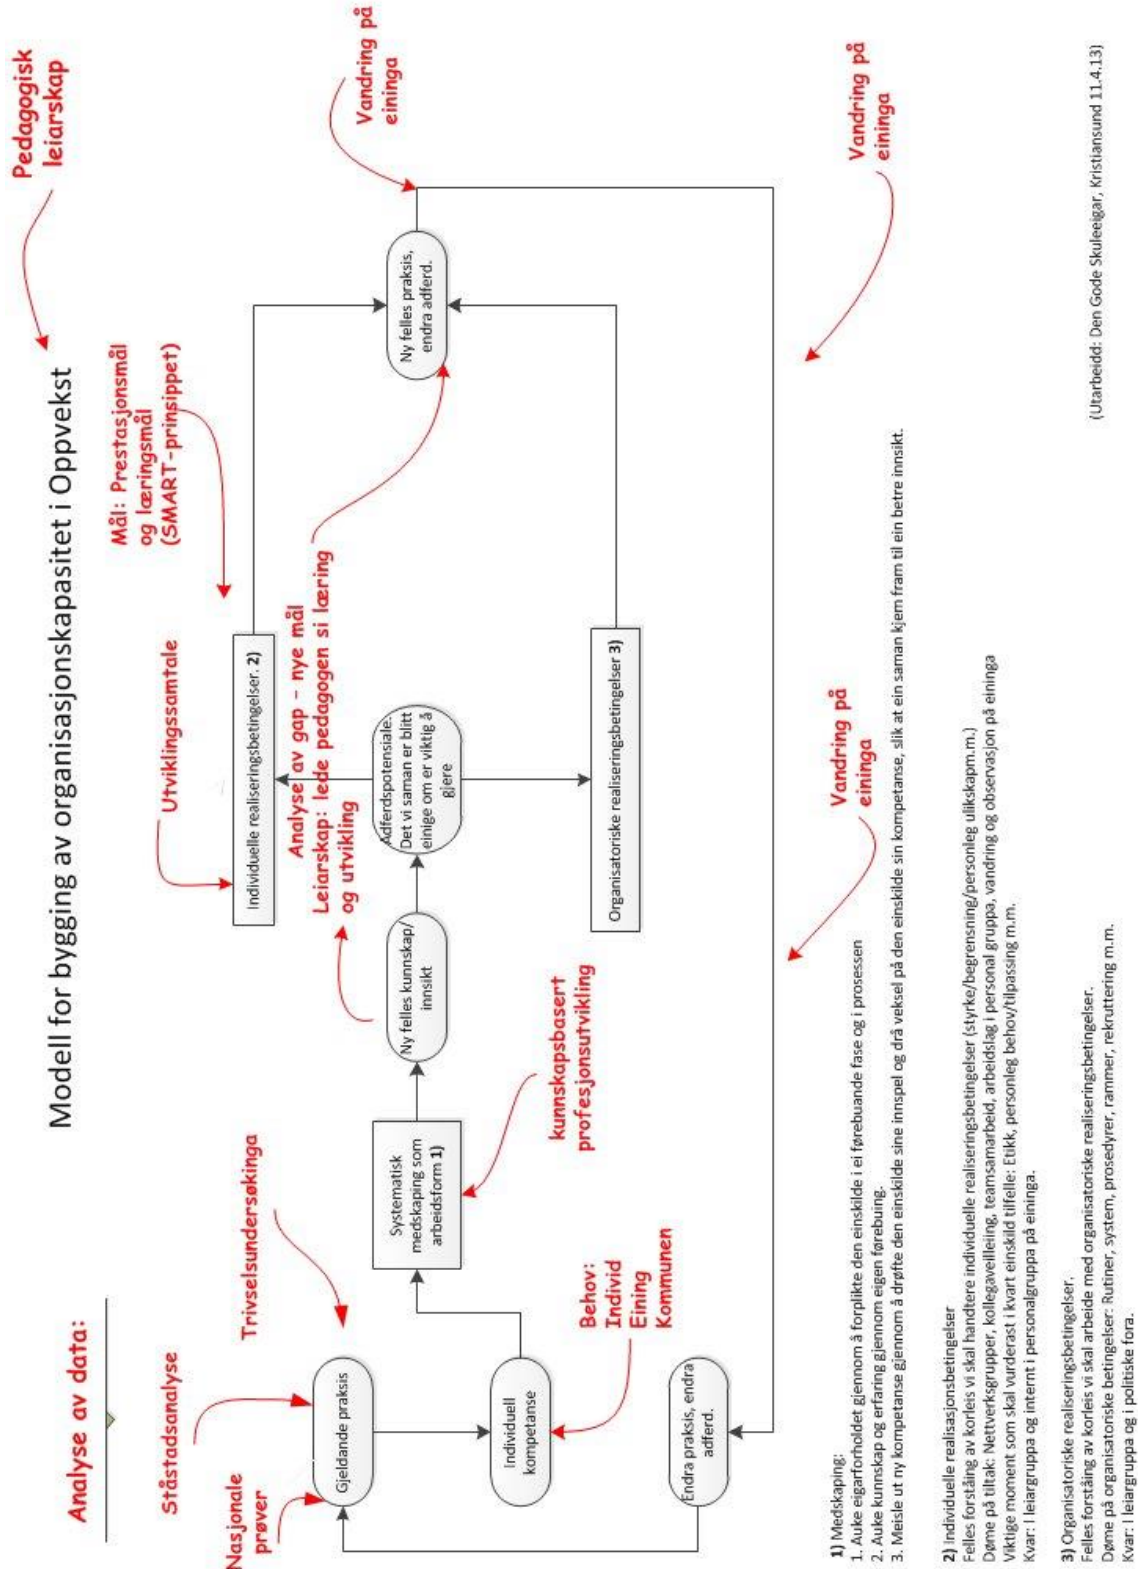 Pedagogisk
leiarskap
Modell for bygging av organisasjonskapasitet i Oppvekst
Analyse av data:
Ståstadsanalyse
Trivselsundersøkinga
Nasjonale
prøver
Utviklingssamtale
Mål: Prestasjonsmål
og læringsmål
(SMART-prinsippet)
Vandring på
eininga
Gjeldande praksis
Individuell
kompetanse
Endra praksis, endra
adferd.
Behov:
Individ
Eining
Kommunen
Systematisk
medskaping som
arbeidsform 1)
kunnskapsbasert
profesjonsutvikling
Ny felles kunnskap/
innsikt
Analyse av gap - nye mål
Leiarskap: lede pedagogen si læring
og utvikling
Individuelle realiseringsbetingelser. 2)
Adferdspotensiale.
Det vi saman er blitt
einige om er viktig å
gjere
Organisatoriske realiseringsbetingelser 3)
Ny felles praksis,
endra adferd.
Vandring på
eininga
Vandring på
eininga
1) Medskaping:
1. Auke eigarforholdet gjennom å forplikte den einskilde i ei førebuande fase og i prosessen
2. Auke kunnskap og erfaring gjennom eigen førebuing.
3. Meisle ut ny kompetanse gjennom å drøfte den einskilde sine innspel og drå veksel på den einskilde sin kompetanse, slik at ein saman kjem fram til ein betre innsikt.
2) Individuelle realisasjonsbetingelser
Felles forståing av korleis vi skal handtere individuelle realiseringsbetingelser (styrke/begrensning/personleg ulikskapm.m.)
Døme på tiltak: Nettverksgrupper, kollegaveilleiing, teamsamarbeid, arbeidslag i personal gruppa, vandring og observasjon på eininga
Viktige moment som skal vurderast i kvart einskild tilfelle: Etikk, personleg behov/tilpassing m.m.
Kvar: I leiargruppa og internt i personalgruppa på eininga.
3) Organisatoriske realiseringsbetingelser.
Felles forståing av korleis vi skal arbeide med organisatoriske realiseringsbetingelser.
Døme på organisatoriske betingelser: Rutiner, system, prosedyrer, rammer, rekruttering m.m.
Kvar: I leiargruppa og i politiske fora.
(Utarbeidd: Den Gode Skuleeigar, Kristiansund 11.4.13)